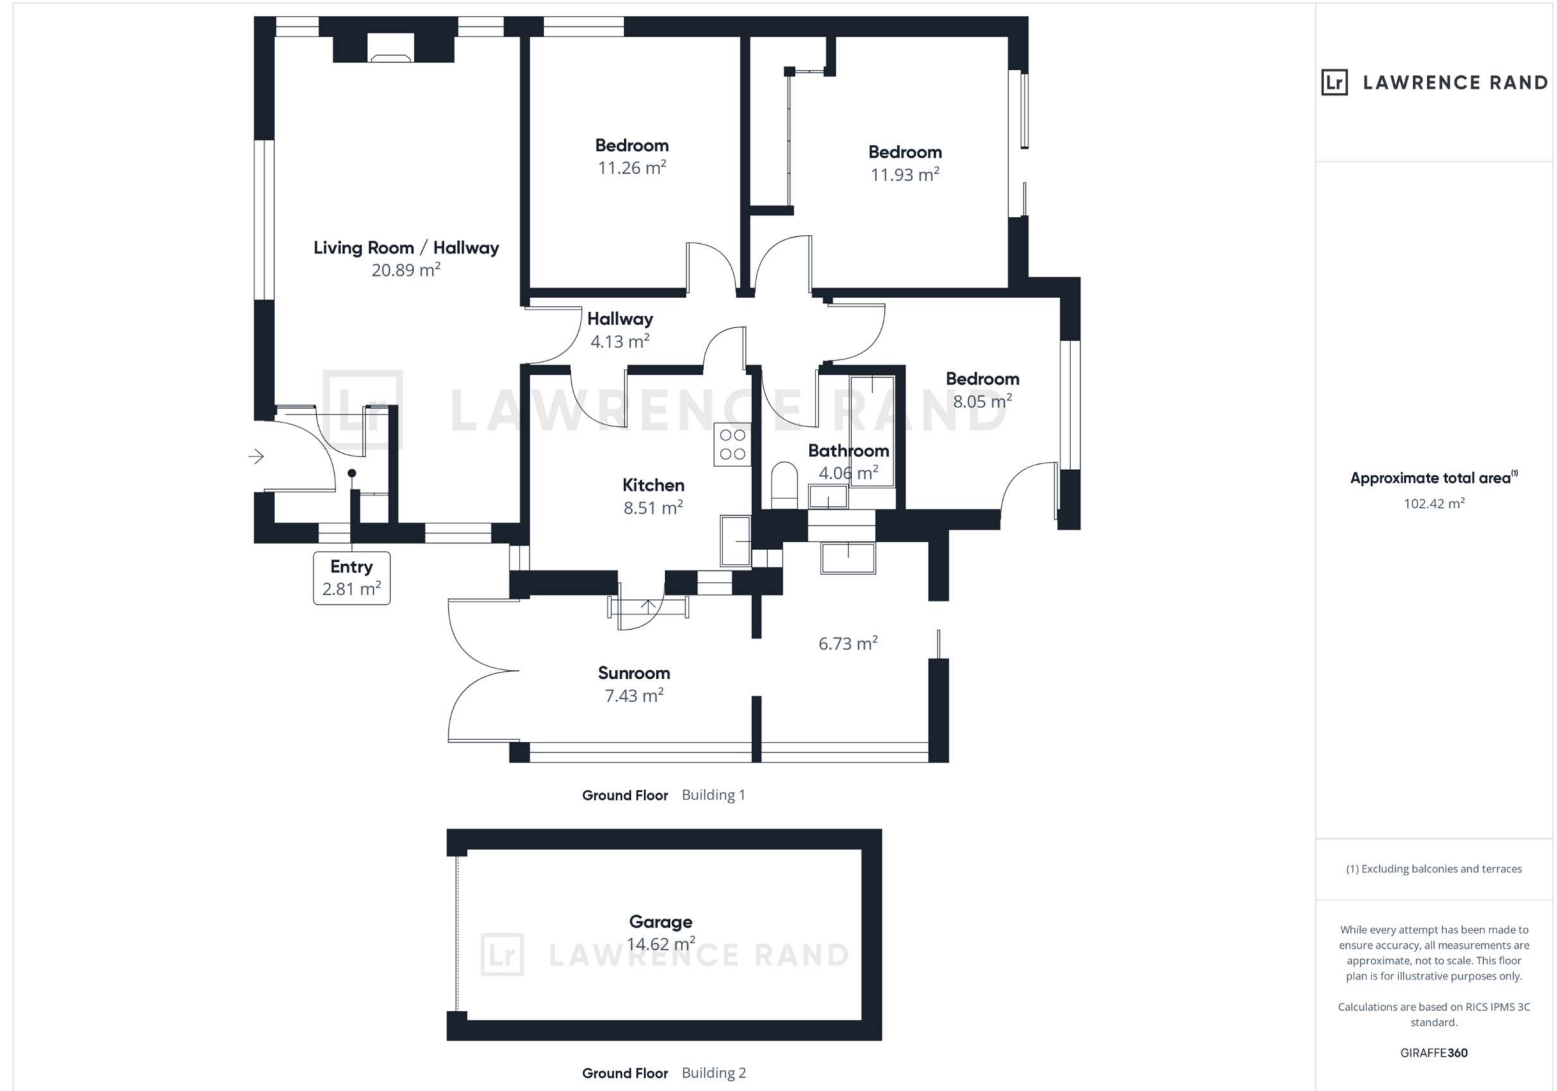 Lr LAWRENCE RAND
Bedroom
11.26 m²
Bedroom
11.93 m²
Living Room / Hallway
20.89 m²
Hallway
4.13 m²
Bedroom
8.05 m²
Lr LAWRENCE RAND
Bathroom
4.06 m²
Kitchen
8.51 m²
Entry
2.81 m²
6.73 m²
Sunroom
7.43 m²
Ground Floor Building 1
Garage
14.62 m²
Lr LAWRENCE RAND
Ground Floor Building 2
Approximate total area⁽¹⁾
102.42 m²
(1) Excluding balconies and terraces
While every attempt has been made to
ensure accuracy, all measurements are
approximate, not to scale. This floor
plan is for illustrative purposes only.
Calculations are based on RICS IPMS 3C
standard.
GIRAFFE360